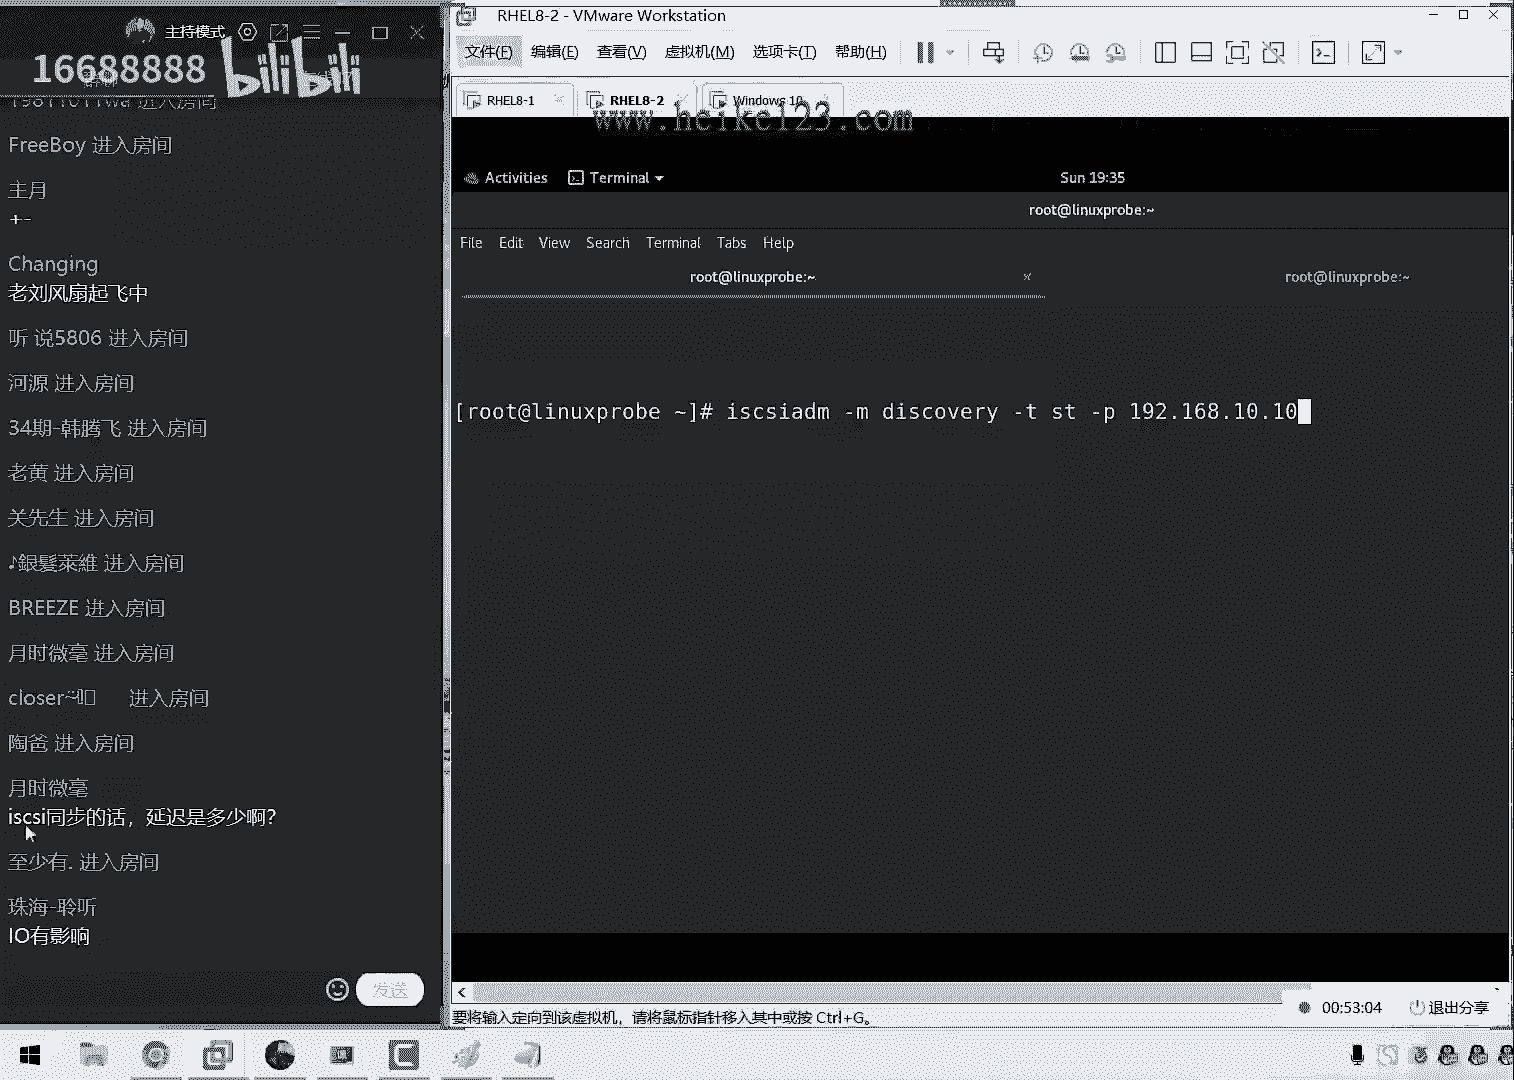 主持模式
16688888
bilibili
进入房间
FreeBoy 进入房间
主月
+-
Changing
老刘风扇起飞中
听 说5806 进入房间
河源 进入房间
34期-韩腾飞 进入房间
老黄 进入房间
关先生 进入房间
♪銀髮萊維 进入房间
BREEZE 进入房间
月时微毫 进入房间
closer 进入房间
陶爸 进入房间
月时微毫
iscsi同步的话，延迟是多少啊?
至少有. 进入房间
珠海-聆听
IO有影响
发送
RHEL8-2 - VMware Workstation
文件(F) 编辑(E) 查看(V) 虚拟机(M) 选项卡(T) 帮助(H)
RHEL8-1 RHEL8-2 Windows 10
www.heike123.com
Activities Terminal Sun 19:35
root@linuxprobe:~
File Edit View Search Terminal Tabs Help
root@linuxprobe:~ root@linuxprobe:~
[root@linuxprobe ~]# iscsiadm -m discovery -t st -p 192.168.10.10
00:53:04 退出分享
要将输入定向到该虚拟机，请将鼠标指针移入其中或按 Ctrl+G。